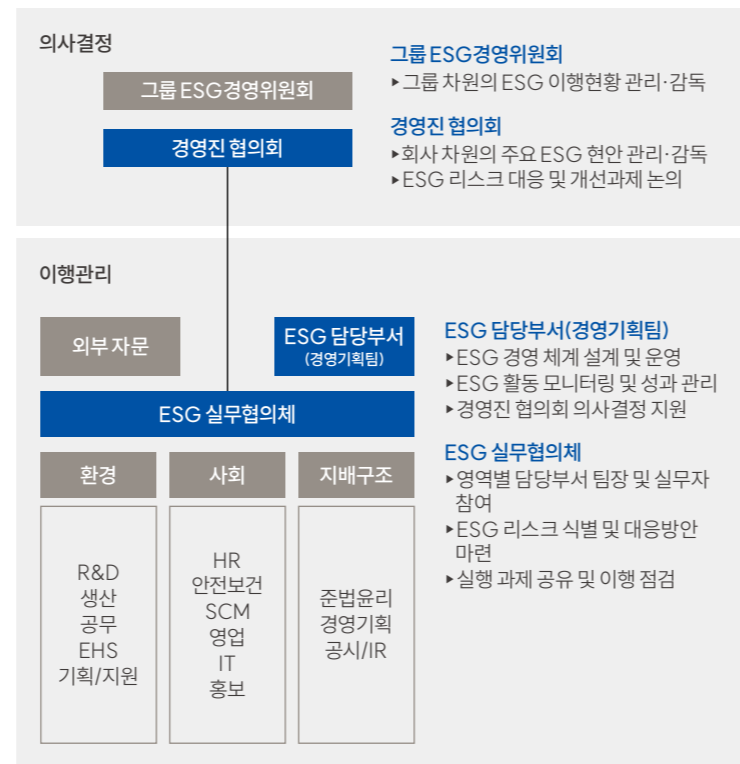 의사결정
그룹 ESG경영위원회
경영진 협의회
그룹 ESG경영위원회
▸그룹 차원의 ESG 이행현황 관리·감독
경영진 협의회
▸회사 차원의 주요 ESG 현안 관리·감독
▸ESG 리스크 대응 및 개선과제 논의
이행관리
외부 자문
ESG 담당부서
(경영기획팀)
ESG 실무협의체
환경
사회
지배구조
R&D
생산
공무
EHS
기획/지원
HR
안전보건
SCM
영업
IT
홍보
준법윤리
경영기획
공시/IR
ESG 담당부서(경영기획팀)
▸ESG 경영 체계 설계 및 운영
▸ESG 활동 모니터링 및 성과 관리
▸경영진 협의회 의사결정 지원
ESG 실무협의체
▸영역별 담당부서 팀장 및 실무자
참여
▸ESG 리스크 식별 및 대응방안
마련
▸실행 과제 공유 및 이행 점검